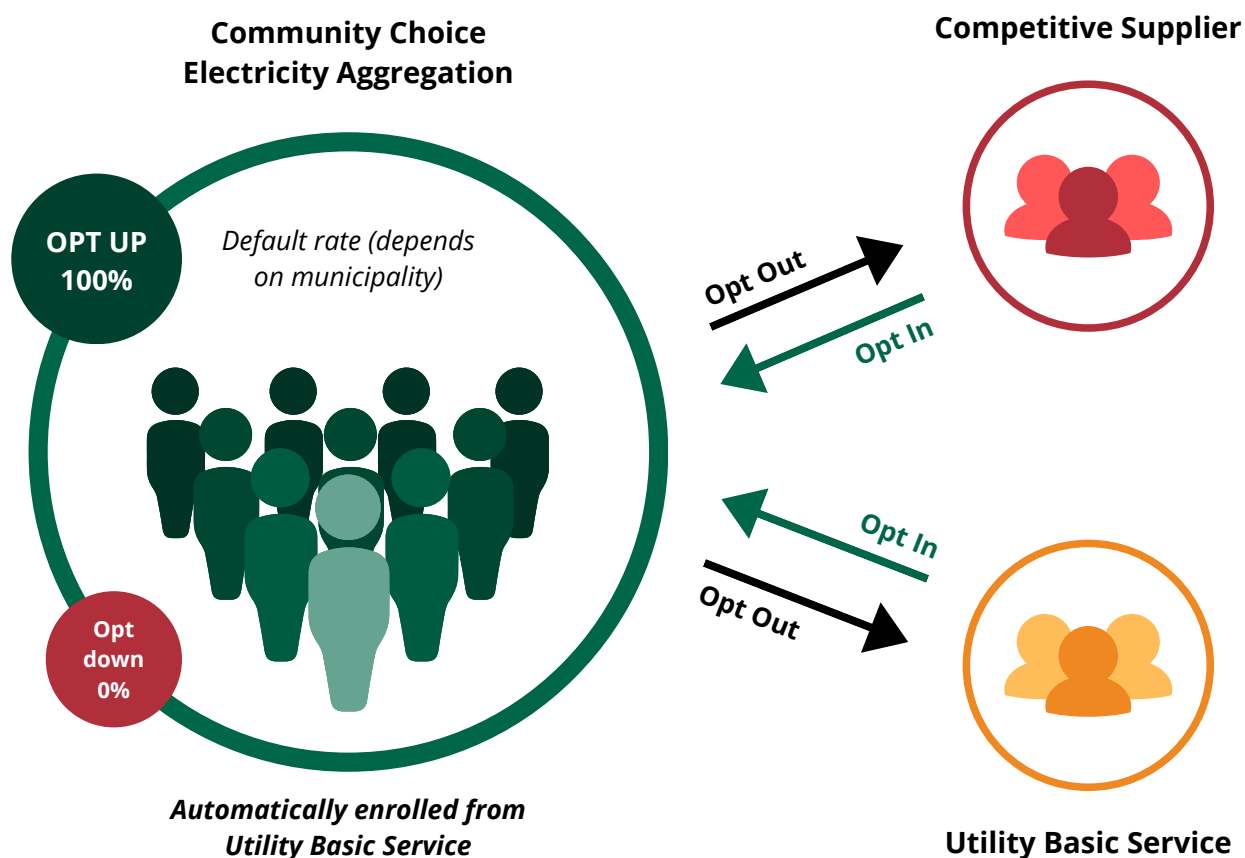 Community Choice
Electricity Aggregation
Competitive Supplier
OPT UP
100%
Default rate (depends
on municipality)
Opt Out
Opt In
Opt In
Opt Out
Opt
down
0%
Automatically enrolled from
Utility Basic Service
Utility Basic Service